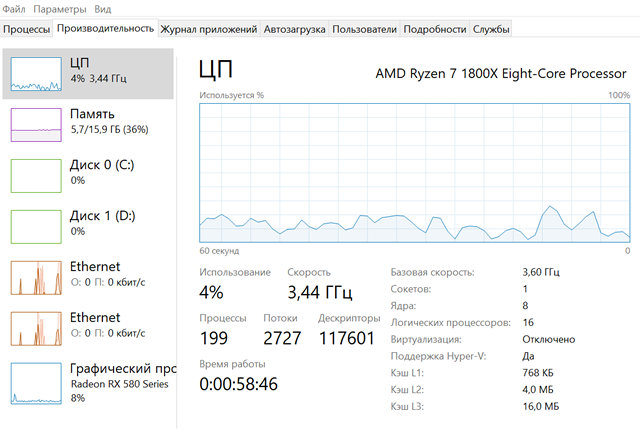 Файл Параметры Вид
Процессы Производительность Журнал приложений Автозагрузка Пользователи Подробности Службы
ЦП
4% 3,44 ГГц
Память
5,7/15,9 ГБ (36%)
Диск 0 (C:)
0%
Диск 1 (D:)
0%
Ethernet
О: 0 П: 0 кбит/с
Ethernet
О: 0 П: 0 кбит/с
Графический прс
Radeon RX 580 Series
8%
ЦП AMD Ryzen 7 1800X Eight-Core Processor
Используется % 100%
60 секунд 0
Использование Скорость
4% 3,44 ГГц
Процессы Потоки Дескрипторы
199 2727 117601
Время работы
0:00:58:46
Базовая скорость: 3,60 ГГц
Сокетов: 1
Ядра: 8
Логических процессоров: 16
Виртуализация: Отключено
Поддержка Hyper-V: Да
Кэш L1: 768 КБ
Кэш L2: 4,0 МБ
Кэш L3: 16,0 МБ